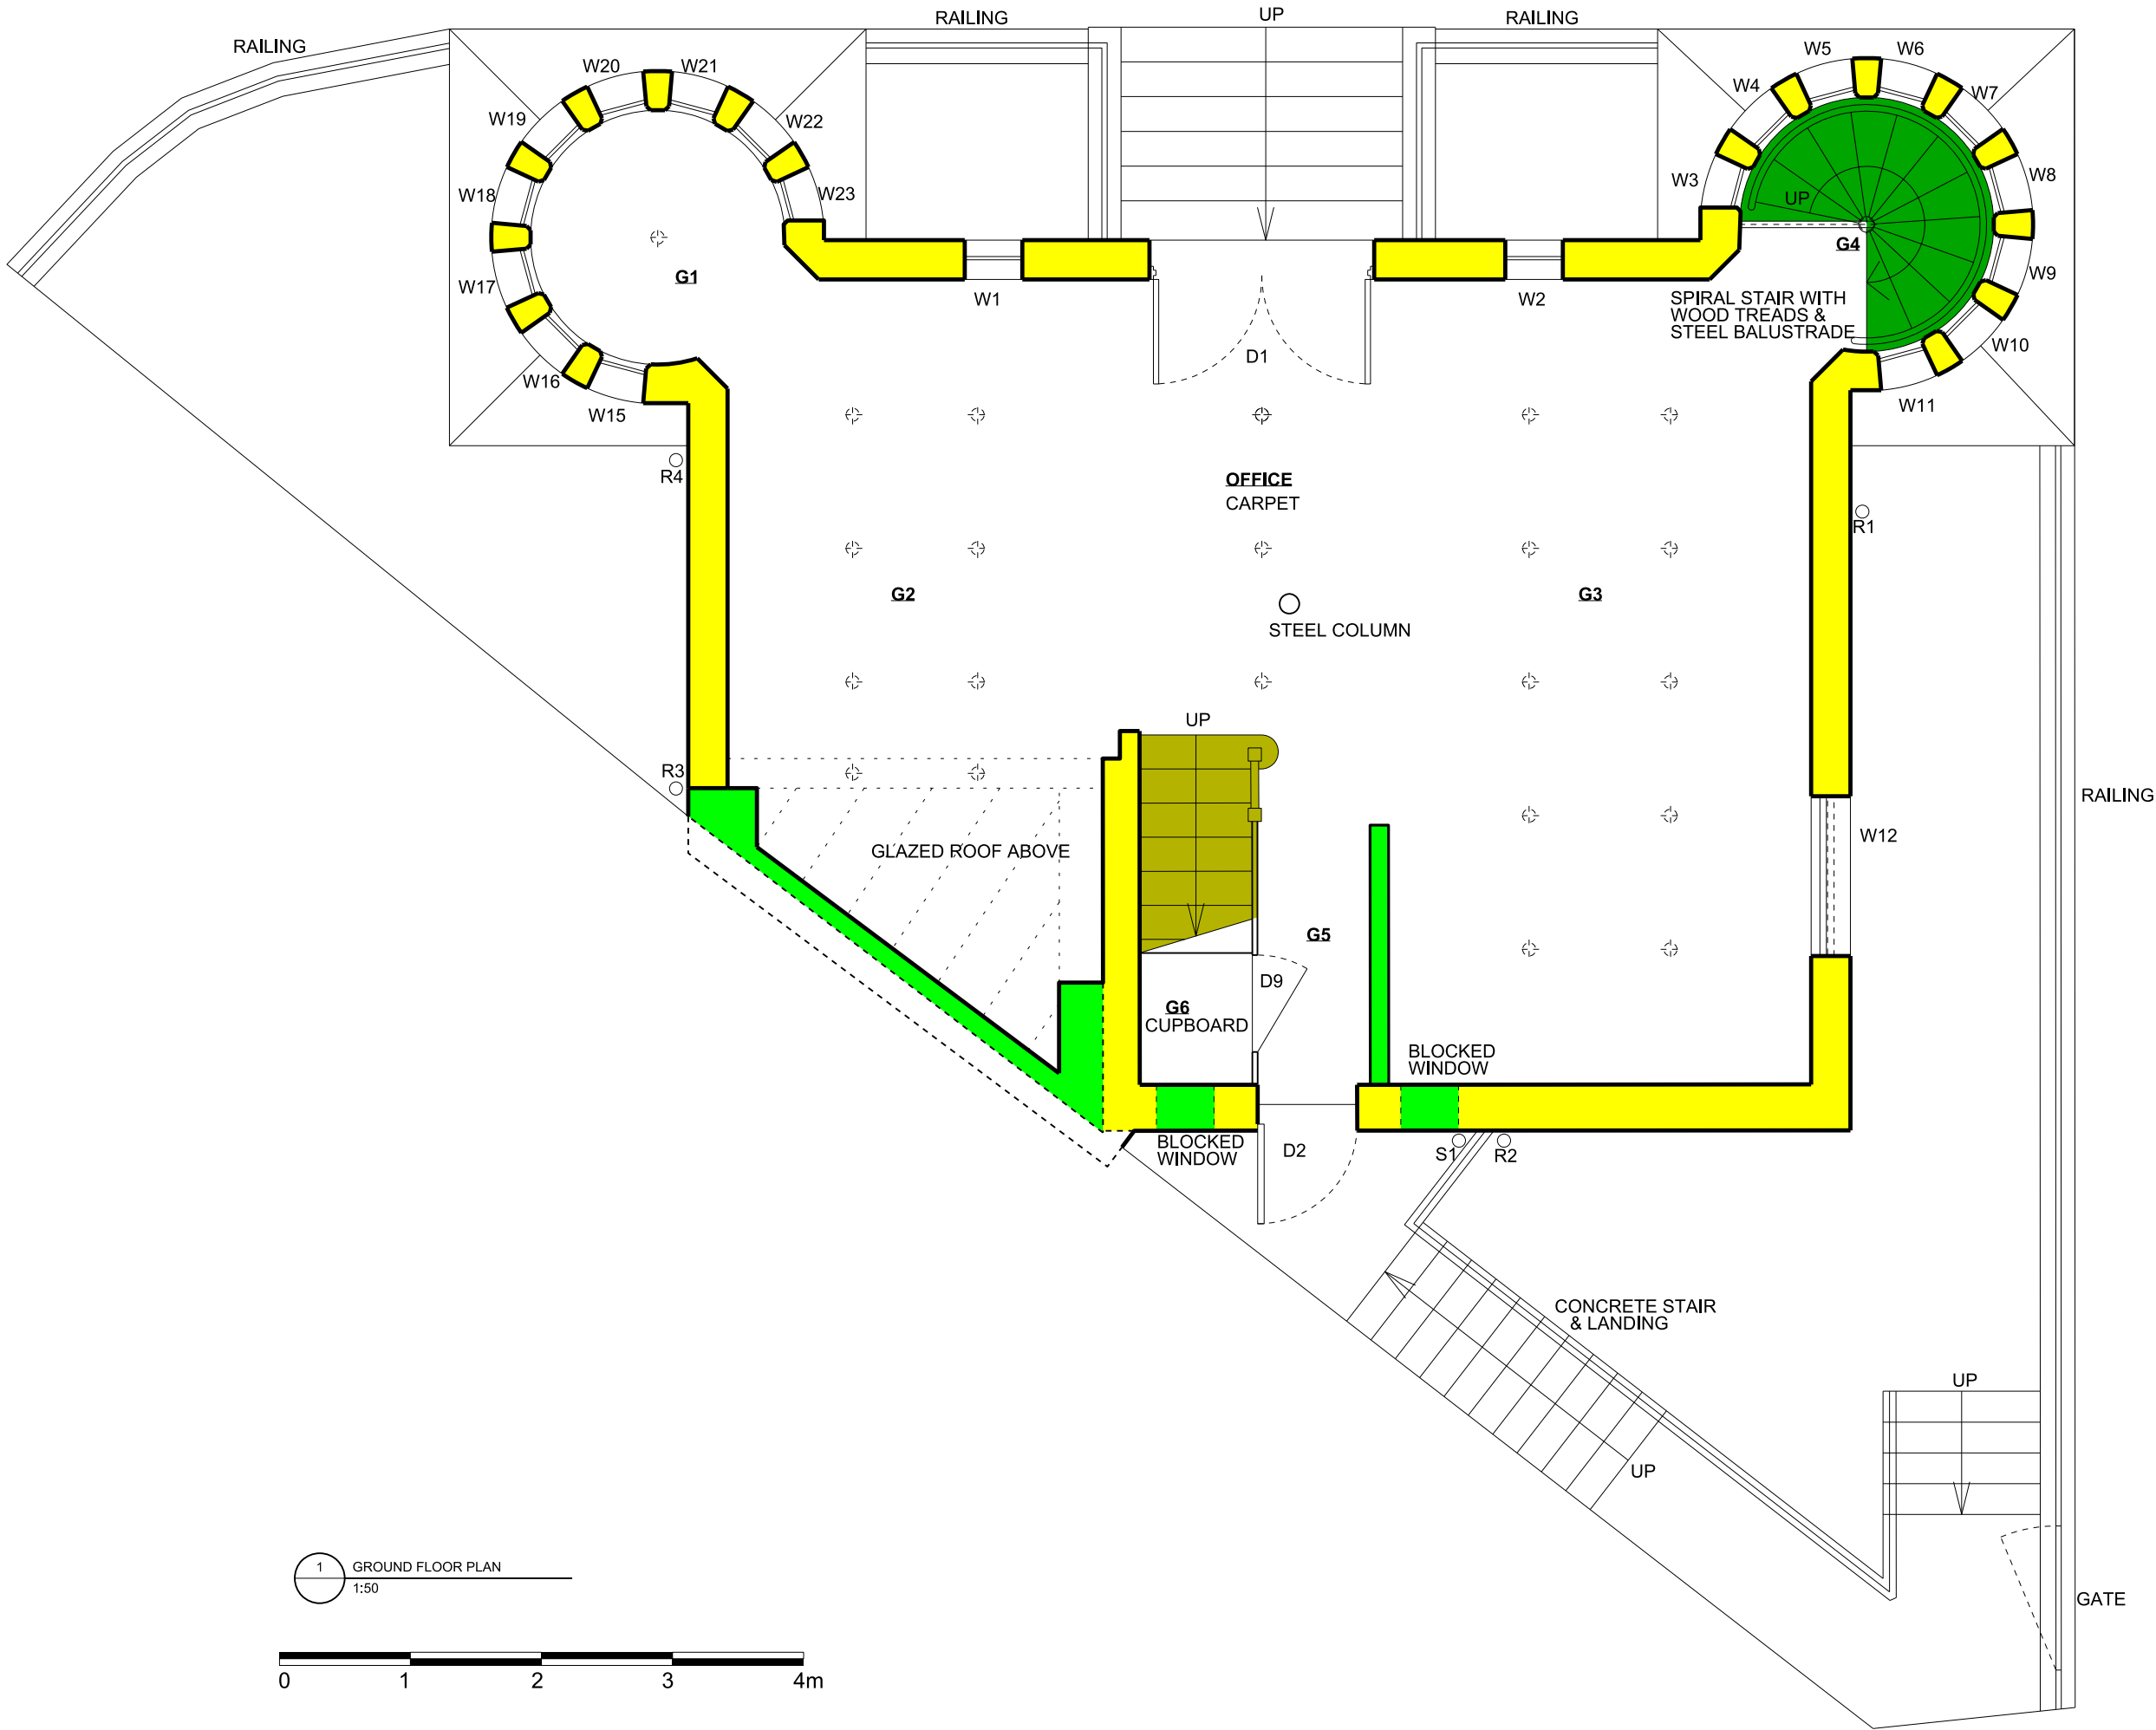 RAILING
UP
RAILING
RAILING
W5
W6
W20
W21
W4
W7
W19
W22
W3
W8
W18
W23
UP
G4
G1
W17
W9
W1
W2
SPIRAL STAIR WITH
WOOD TREADS &
STEEL BALUSTRADE
D1
W10
W16
W15
W11
R4
OFFICE
CARPET
R1
G2
G3
STEEL COLUMN
UP
R3
RAILING
GLAZED ROOF ABOVE
W12
G5
D9
G6
CUPBOARD
BLOCKED
WINDOW
BLOCKED
WINDOW
D2
S1
R2
CONCRETE STAIR
& LANDING
UP
UP
1
GROUND FLOOR PLAN
1:50
GATE
0 1 2 3 4m